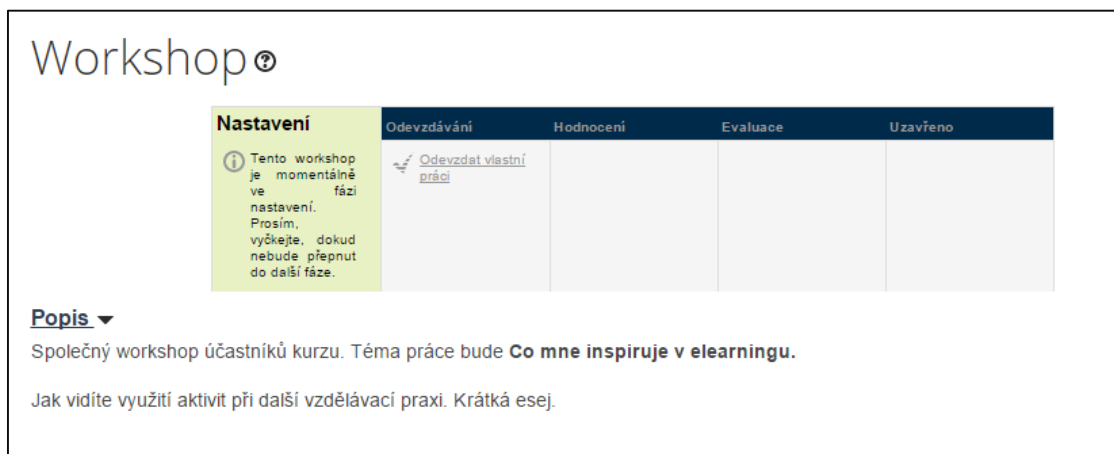 Workshop
Nastavení
Odevzdávání
Hodnocení
Evaluace
Uzavřeno
Tento workshop
je momentálně
ve fázi
nastavení.
Prosím,
vyčkejte, dokud
nebude přepnut
do další fáze.
Odevzdat vlastní
práci
Popis
Společný workshop účastníků kurzu. Téma práce bude Co mne inspiruje v elearningu.
Jak vidíte využití aktivit při další vzdělávací praxi. Krátká esej.